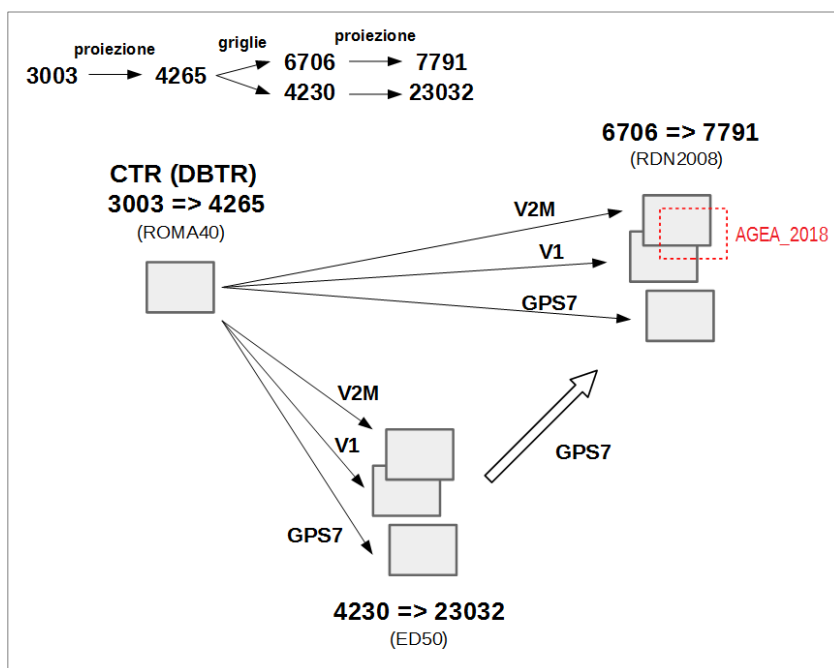 proiezione griglie proiezione
3003 4265 6706 7791
4230 23032
6706 => 7791
(RDN2008)
CTR (DBTR)
3003 => 4265
(ROMA40)
V2M
AGEA_2018
V1
GPS7
V2M
V1
GPS7
GPS7
4230 => 23032
(ED50)